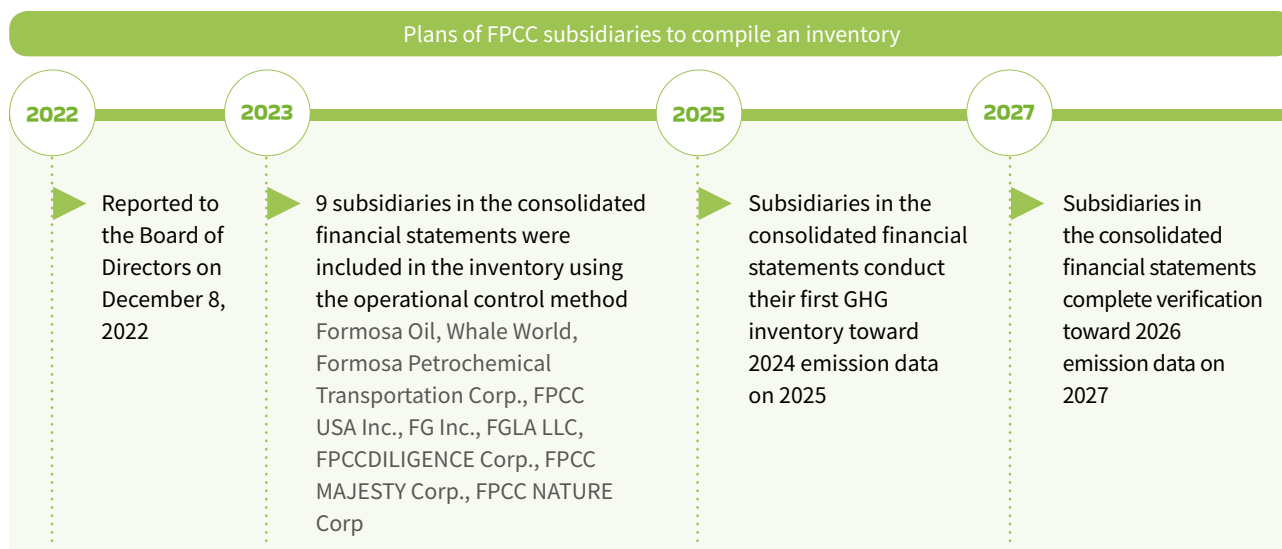 Plans of FPCC subsidiaries to compile an inventory
2022
Reported to
the Board of
Directors on
December 8,
2022
2023
9 subsidiaries in the consolidated
financial statements were
included in the inventory using
the operational control method
Formosa Oil, Whale World,
Formosa Petrochemical
Transportation Corp., FPCC
USA Inc., FG Inc., FGLA LLC,
FPCCDILIGENCE Corp., FPCC
MAJESTY Corp., FPCC NATURE
Corp
2025
Subsidiaries in the
consolidated financial
statements conduct
their first GHG
inventory toward
2024 emission data
on 2025
2027
Subsidiaries in
the consolidated
financial statements
complete verification
toward 2026
emission data on
2027